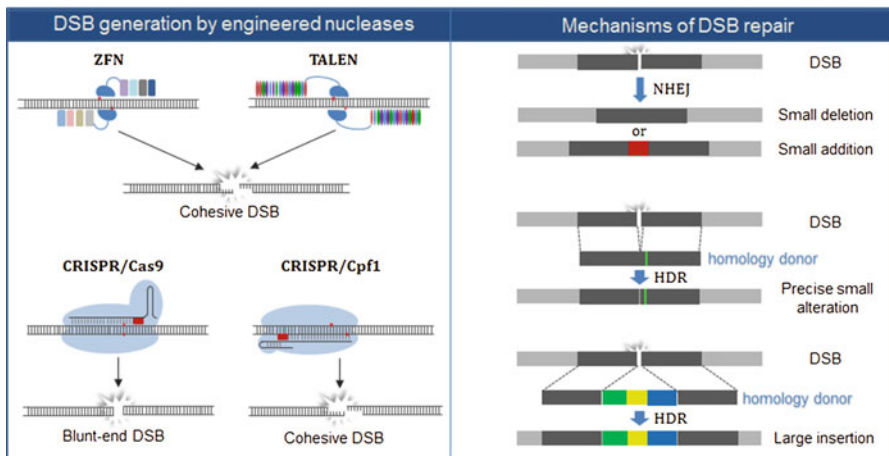 DSB generation by engineered nucleases
ZFN
TALEN
Cohesive DSB
CRISPR/Cas9
CRISPR/Cpf1
Blunt-end DSB
Cohesive DSB
Mechanisms of DSB repair
DSB
NHEJ
Small deletion
or
Small addition
DSB
homology donor
HDR
Precise small
alteration
DSB
homology donor
HDR
Large insertion